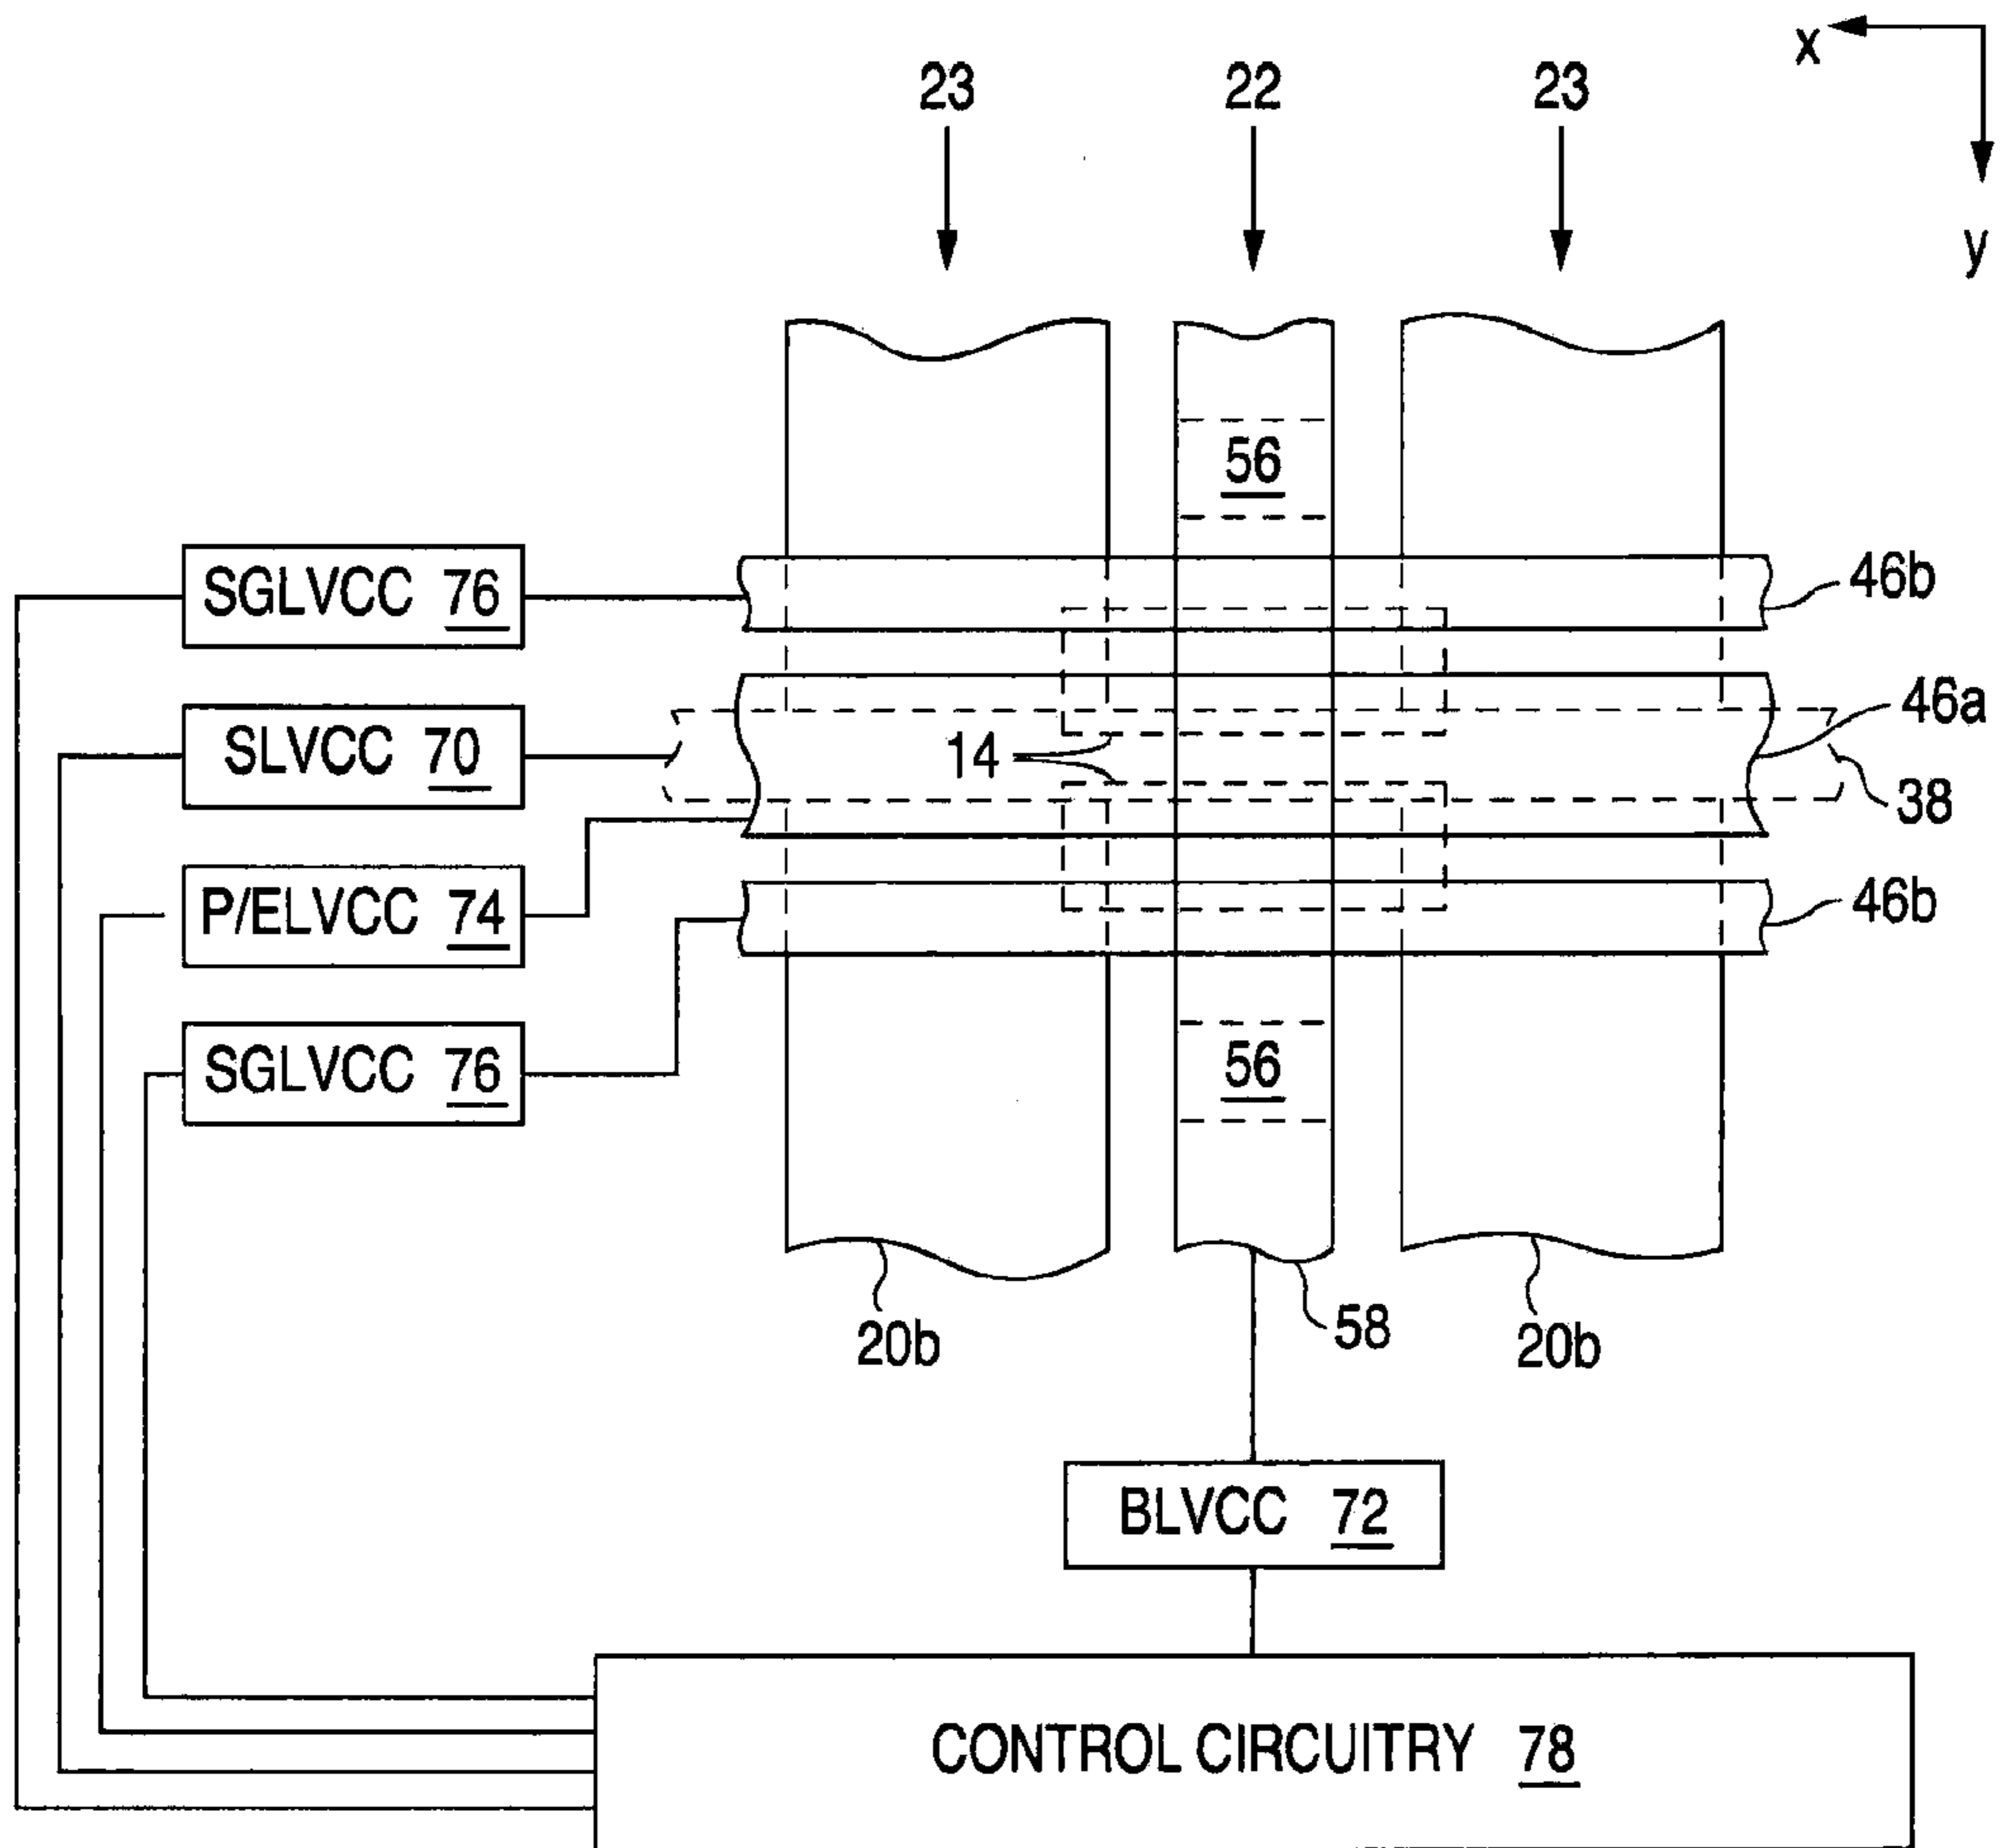 x
23 22 23
y
56
SGLVCC 76
46b
46a
SLVCC 70
14
38
P/ELVCC 74
46b
SGLVCC 76
56
20b
58
20b
BLVCC 72
CONTROL CIRCUITRY 78